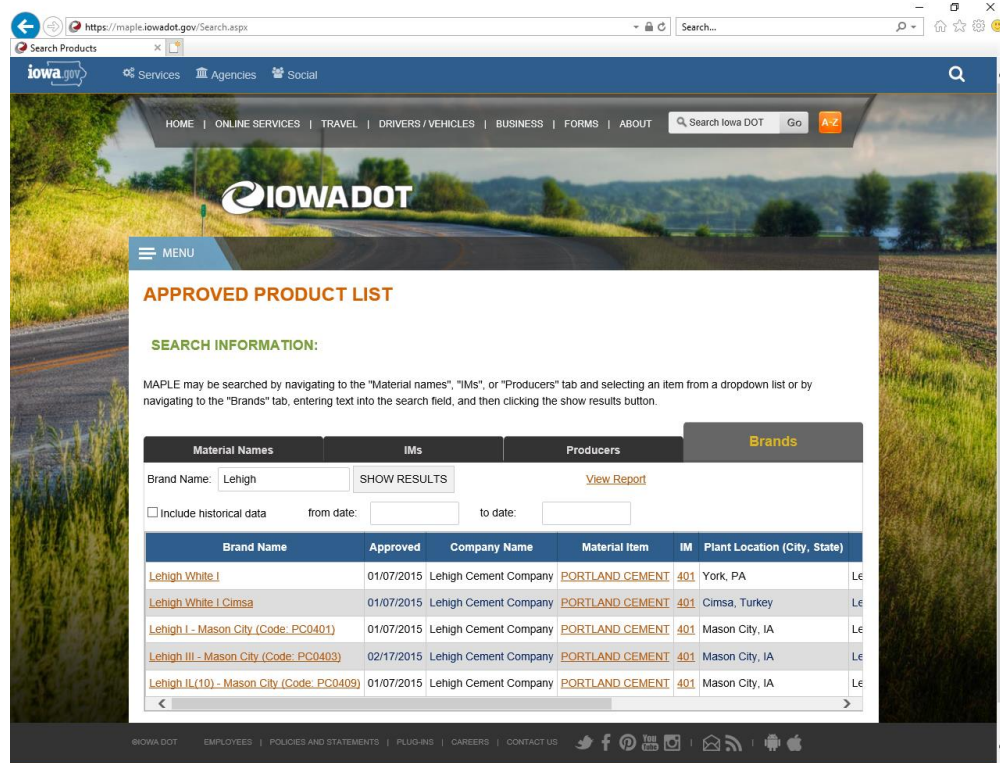 https://maple.iowadot.gov/Search.aspx
Search...
Search Products
iowa.gov
Services
Agencies
Social
HOME | ONLINE SERVICES | TRAVEL | DRIVERS / VEHICLES | BUSINESS | FORMS | ABOUT
Search Iowa DOT
Go
A-Z
IOWADOT
MENU
APPROVED PRODUCT LIST
SEARCH INFORMATION:
MAPLE may be searched by navigating to the "Material names", "IMs", or "Producers" tab and selecting an item from a dropdown list or by
navigating to the "Brands" tab, entering text into the search field, and then clicking the show results button.
Material Names
IMs
Producers
Brands
Brand Name: Lehigh
SHOW RESULTS
View Report
Include historical data
from date:
to date:
Brand Name Approved Company Name Material Item IM Plant Location (City, State)
Lehigh White I 01/07/2015 Lehigh Cement Company PORTLAND CEMENT 401 York, PA Le
Lehigh White I Cimsa 01/07/2015 Lehigh Cement Company PORTLAND CEMENT 401 Cimsa, Turkey Le
Lehigh I - Mason City (Code: PC0401) 01/07/2015 Lehigh Cement Company PORTLAND CEMENT 401 Mason City, IA Le
Lehigh III - Mason City (Code: PC0403) 02/17/2015 Lehigh Cement Company PORTLAND CEMENT 401 Mason City, IA Le
Lehigh IL(10) - Mason City (Code: PC0409) 01/07/2015 Lehigh Cement Company PORTLAND CEMENT 401 Mason City, IA Le
©IOWA DOT EMPLOYEES | POLICIES AND STATEMENTS | PLUG-INS | CAREERS | CONTACT US
You Tube